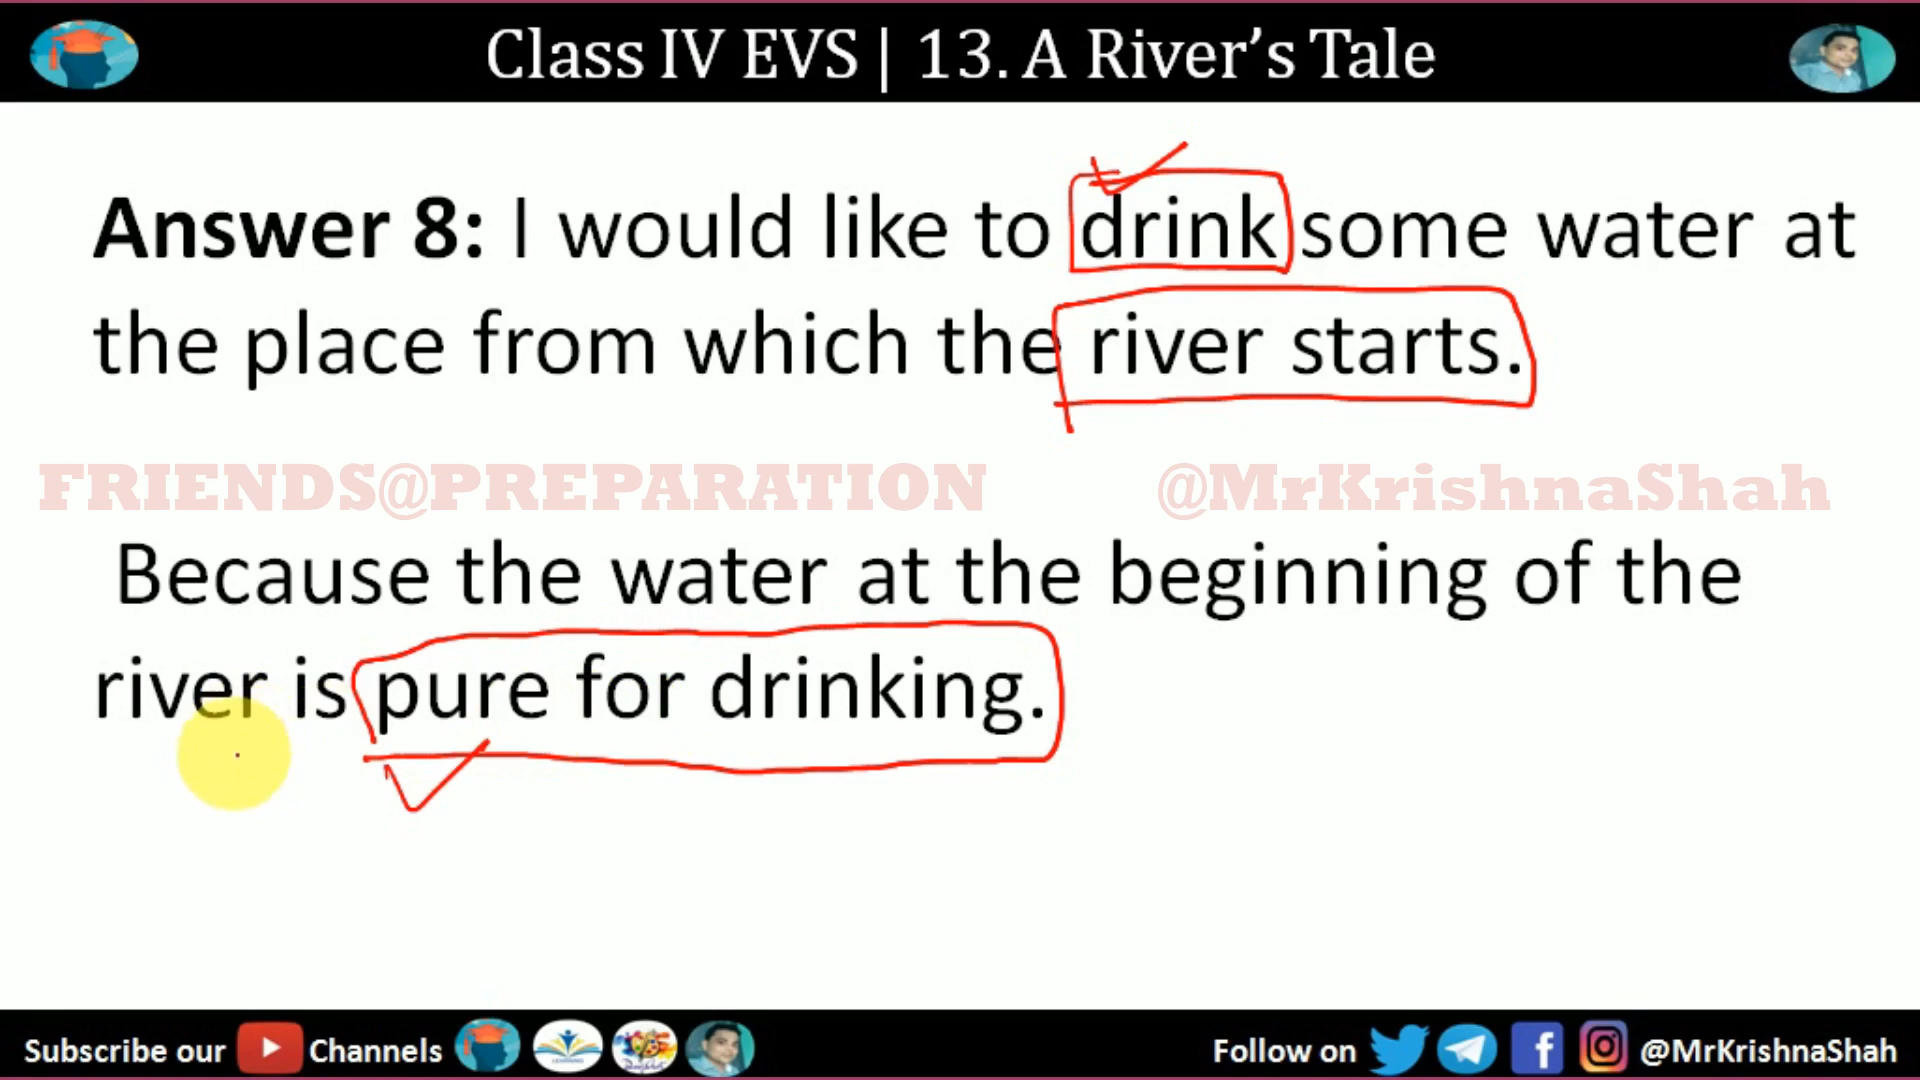 Class IV EVS | 13. A River's Tale
Answer 8: I would like to drink some water at
the place from which the river starts.
FRIENDS@PREPARATION @MrKrishnaShah
Because the water at the beginning of the
river is pure for drinking.
Subscribe our Channels Follow on @MrKrishnaShah